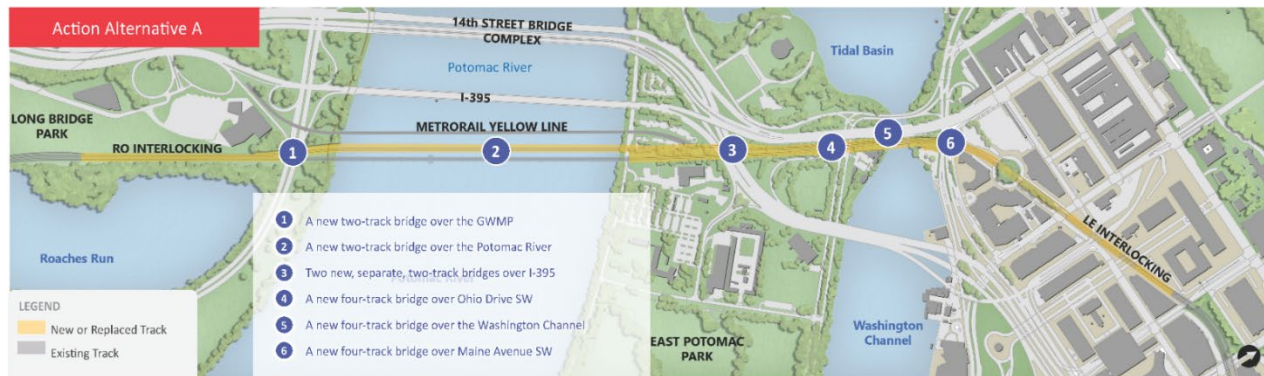 Action Alternative A
14th STREET BRIDGE
COMPLEX
Tidal Basin
Potomac River
I-395
LONG BRIDGE
PARK
METRORAIL YELLOW LINE
RO INTERLOCKING
1
2
3
4
5
6
LE INTERLOCKING
1 A new two-track bridge over the GWMP
2 A new two-track bridge over the Potomac River
3 Two new, separate, two-track bridges over I-395
Potomac River
4 A new four-track bridge over Ohio Drive SW
5 A new four-track bridge over the Washington Channel
6 A new four-track bridge over Maine Avenue SW
Roaches Run
LEGEND
New or Replaced Track
Existing Track
EAST POTOMAC
PARK
Washington
Channel